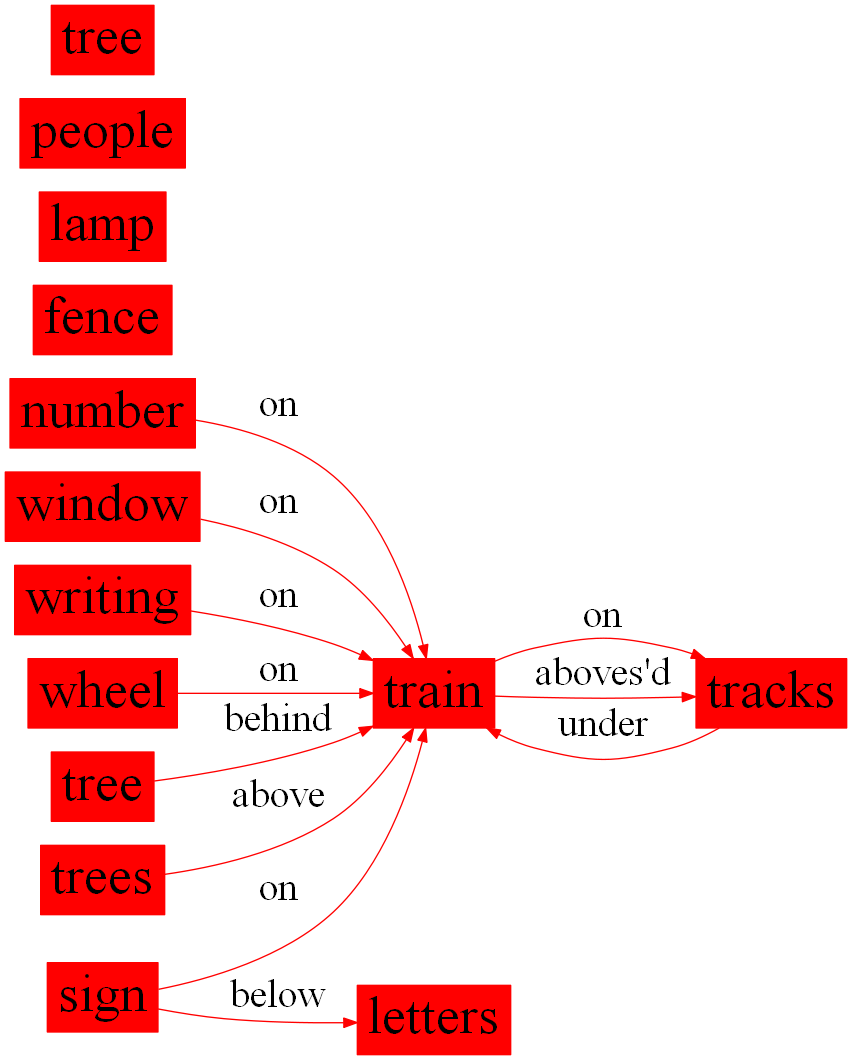 tree
people
lamp
fence
number
on
window
on
writing
on
wheel
on
train
on
aboves'd
under
tracks
behind
tree
above
trees
on
sign
below
letters